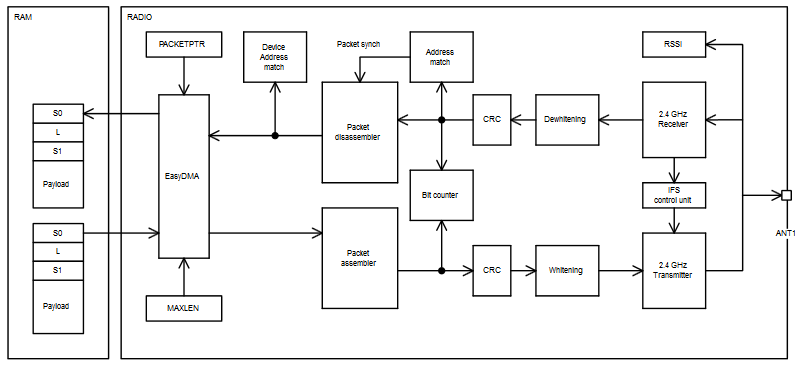 RAM
RADIO
PACKETPTR
Device
Address
match
Packet synch
Address
match
RSSI
S0
L
S1
Payload
EasyDMA
Packet
disassembler
CRC
Dewhitening
2.4 GHz
Receiver
Bit counter
IFS
control unit
ANT1
S0
L
S1
Payload
Packet
assembler
CRC
Whitening
2.4 GHz
Transmitter
MAXLEN